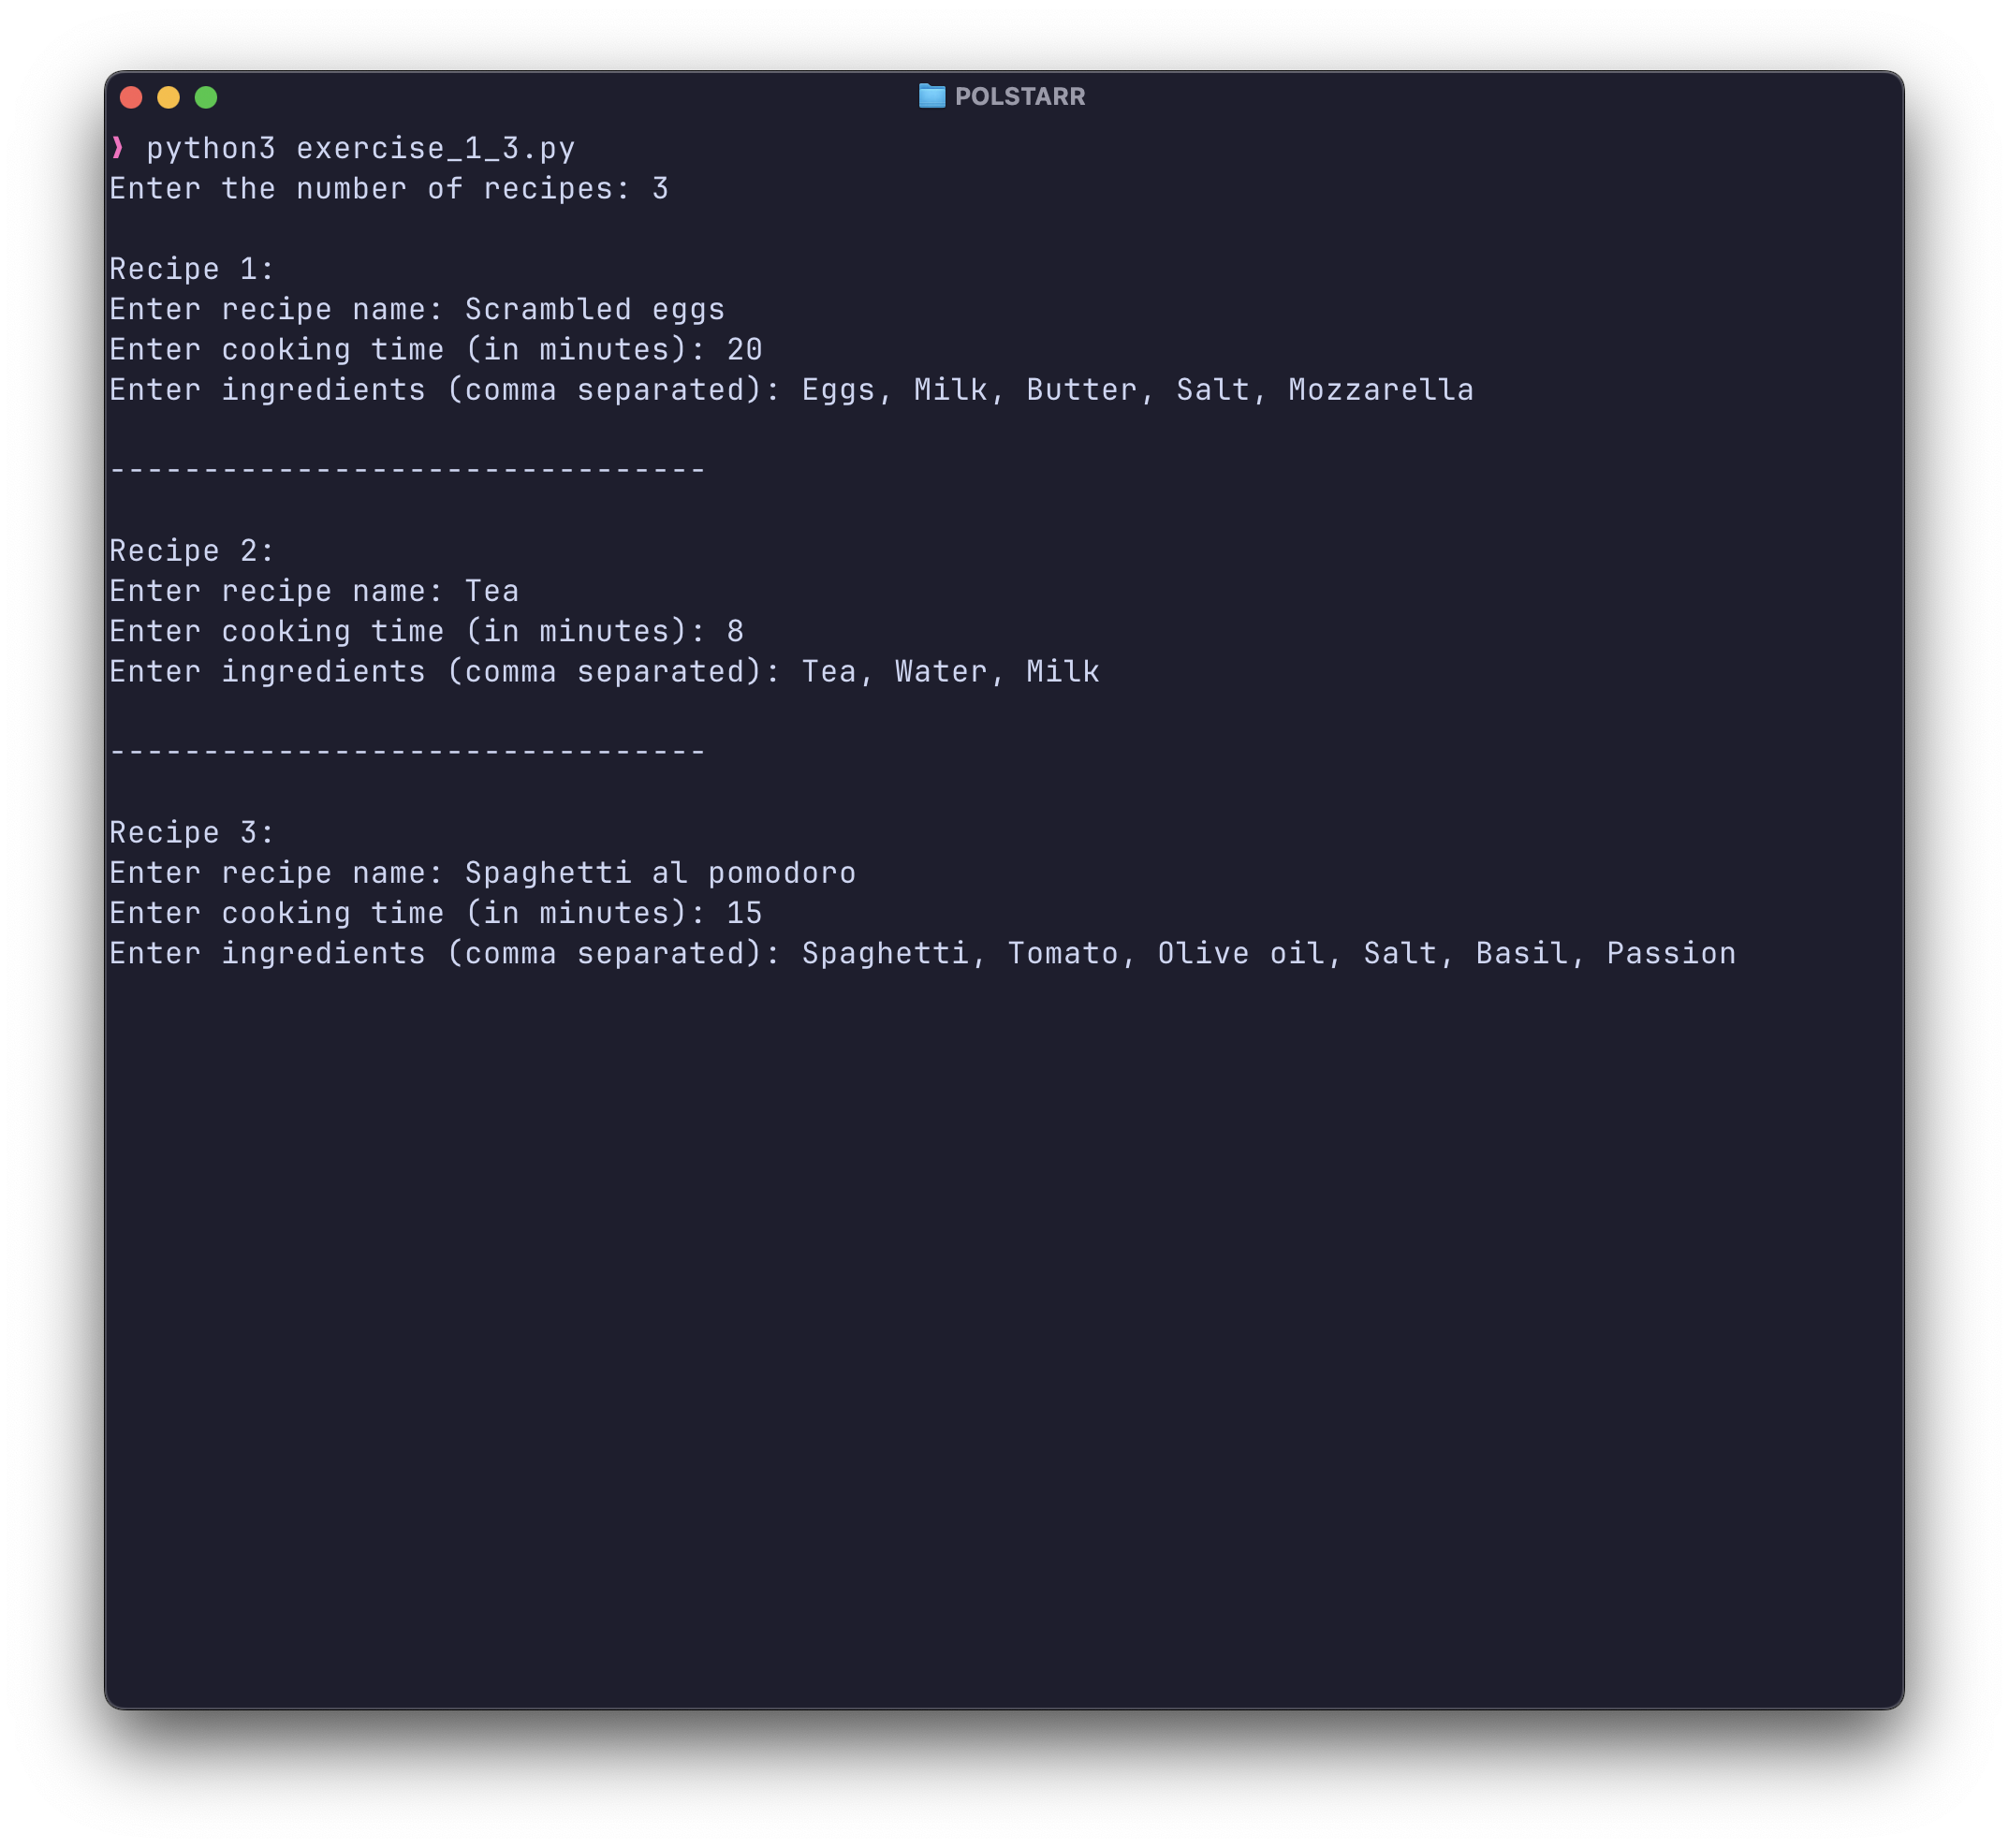 POLSTARR
❯ python3 exercise_1_3.py
Enter the number of recipes: 3
Recipe 1:
Enter recipe name: Scrambled eggs
Enter cooking time (in minutes): 20
Enter ingredients (comma separated): Eggs, Milk, Butter, Salt, Mozzarella
--------------------------------
Recipe 2:
Enter recipe name: Tea
Enter cooking time (in minutes): 8
Enter ingredients (comma separated): Tea, Water, Milk
--------------------------------
Recipe 3:
Enter recipe name: Spaghetti al pomodoro
Enter cooking time (in minutes): 15
Enter ingredients (comma separated): Spaghetti, Tomato, Olive oil, Salt, Basil, Passion